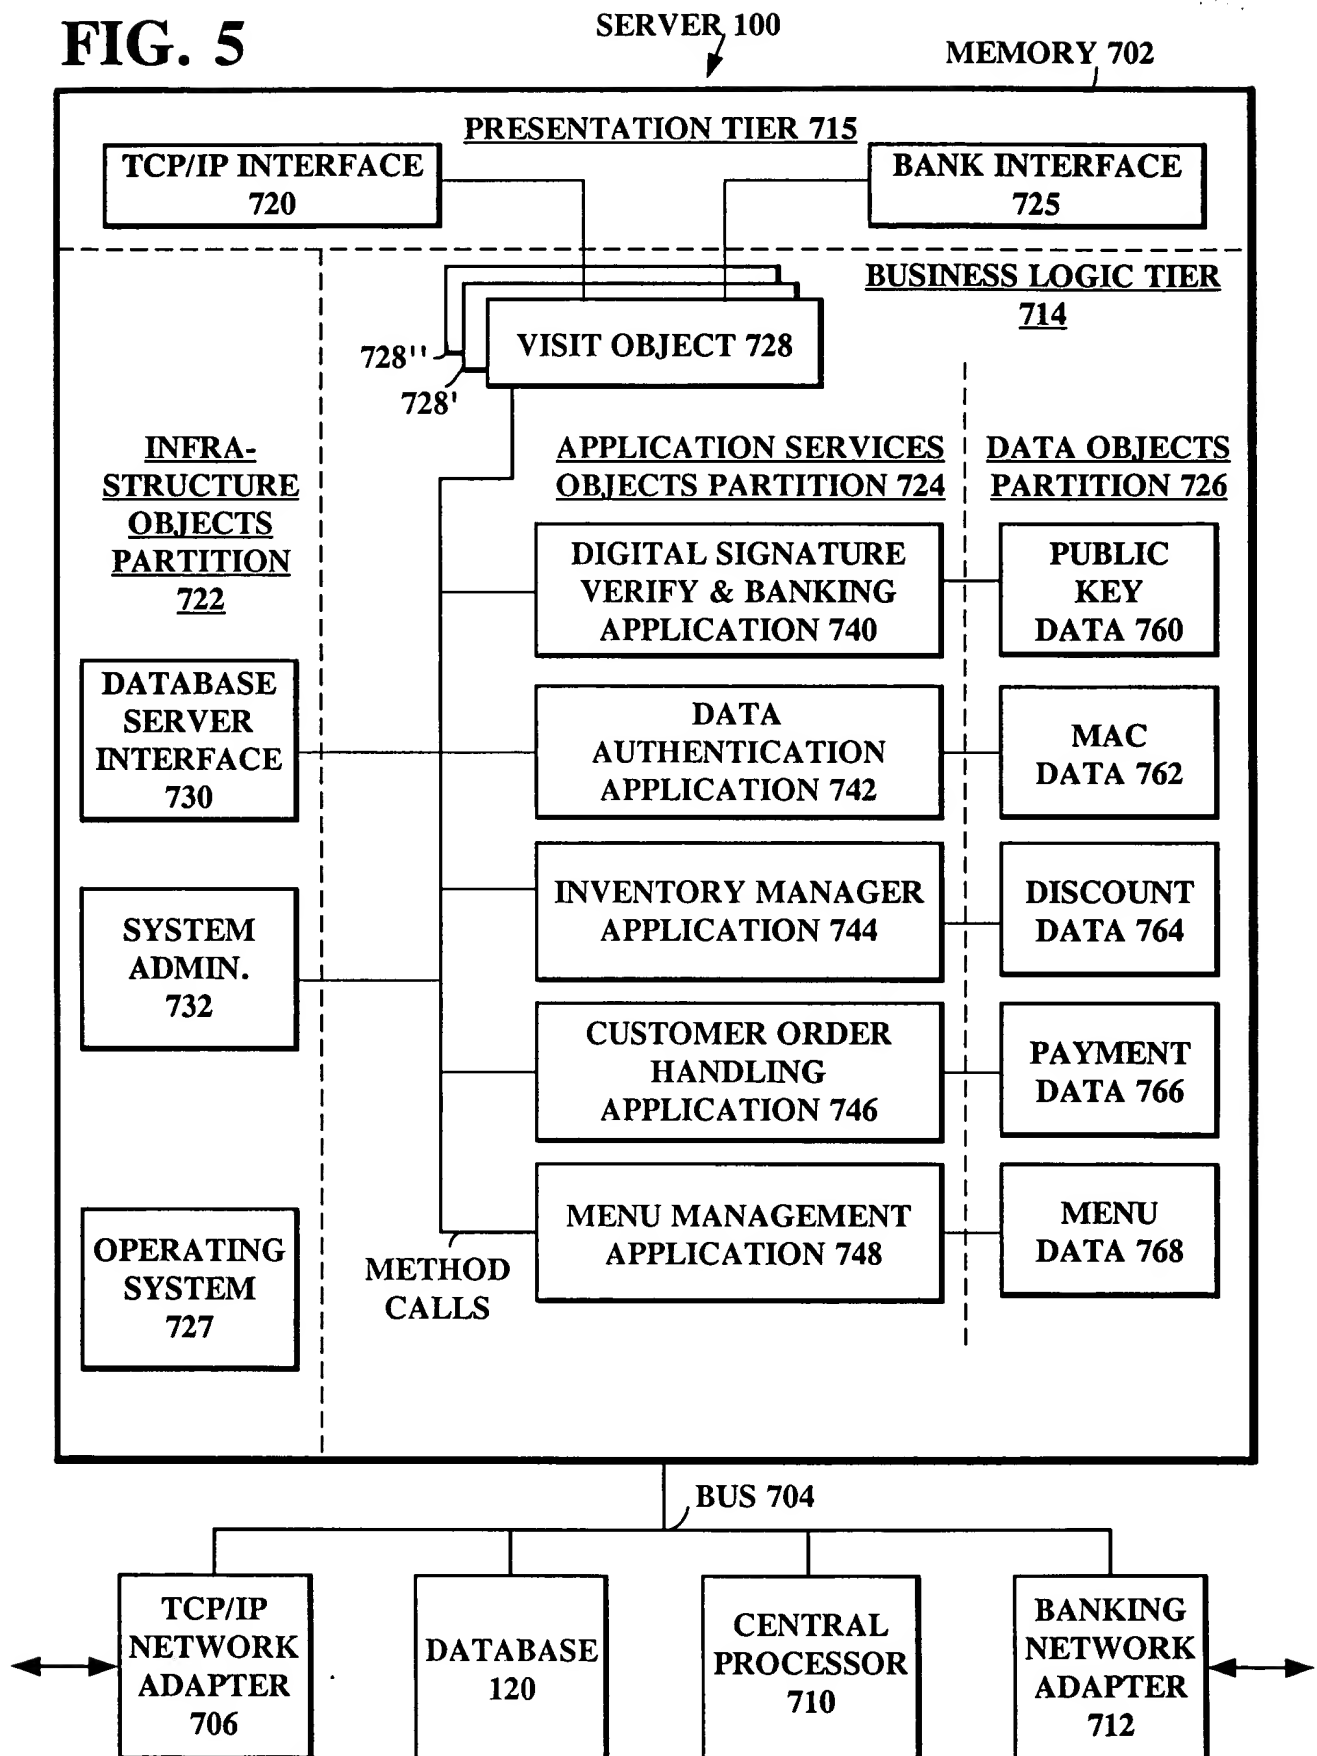 FIG. 5
SERVER 100
MEMORY 702
PRESENTATION TIER 715
TCP/IP INTERFACE
720
BANK INTERFACE
725
BUSINESS LOGIC TIER
714
VISIT OBJECT 728
728''
728'
INFRA-
STRUCTURE
OBJECTS
PARTITION
722
APPLICATION SERVICES
OBJECTS PARTITION 724
DATA OBJECTS
PARTITION 726
DIGITAL SIGNATURE
VERIFY & BANKING
APPLICATION 740
PUBLIC
KEY
DATA 760
DATABASE
SERVER
INTERFACE
730
DATA
AUTHENTICATION
APPLICATION 742
MAC
DATA 762
INVENTORY MANAGER
APPLICATION 744
DISCOUNT
DATA 764
SYSTEM
ADMIN.
732
CUSTOMER ORDER
HANDLING
APPLICATION 746
PAYMENT
DATA 766
MENU MANAGEMENT
APPLICATION 748
MENU
DATA 768
OPERATING
SYSTEM
727
METHOD
CALLS
BUS 704
TCP/IP
NETWORK
ADAPTER
706
DATABASE
120
CENTRAL
PROCESSOR
710
BANKING
NETWORK
ADAPTER
712